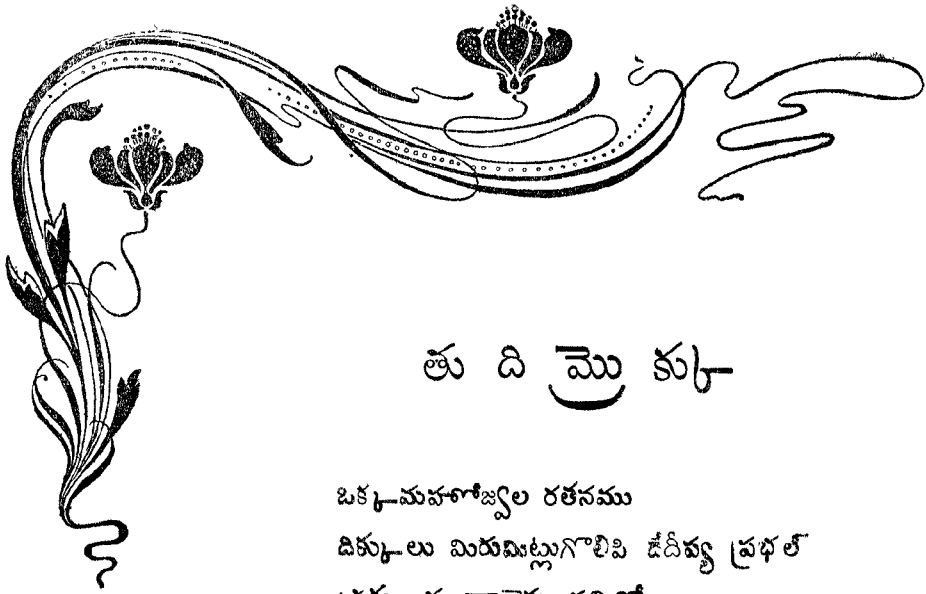 తు ది మ్రొ క్కు
ఒక్క మహోజ్వల రతనము
దిక్కులు మిరుమిట్లుగొలిపి జేదీవ్య ప్రభల్